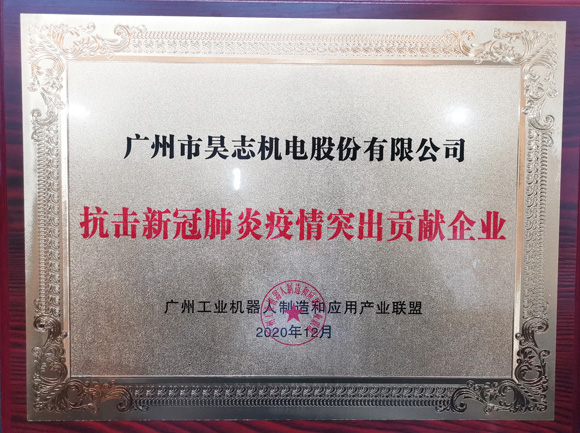 广州市昊志机电股份有限公司
抗击新冠肺炎疫情突出贡献企业
广州工业机器人制造和应用产业联盟
2020年12月